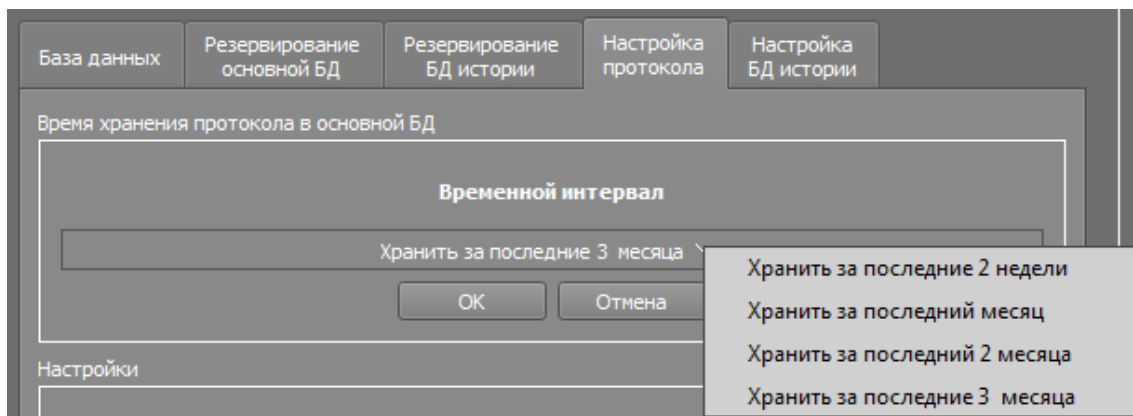 База данных
Резервирование
основной БД
Резервирование
БД истории
Настройка
протокола
Настройка
БД истории
Время хранения протокола в основной БД
Временной интервал
Хранить за последние 3  месяца
OK
Отмена
Хранить за последние 2 недели
Хранить за последний месяц
Хранить за последний 2 месяца
Хранить за последние 3  месяца
Настройки